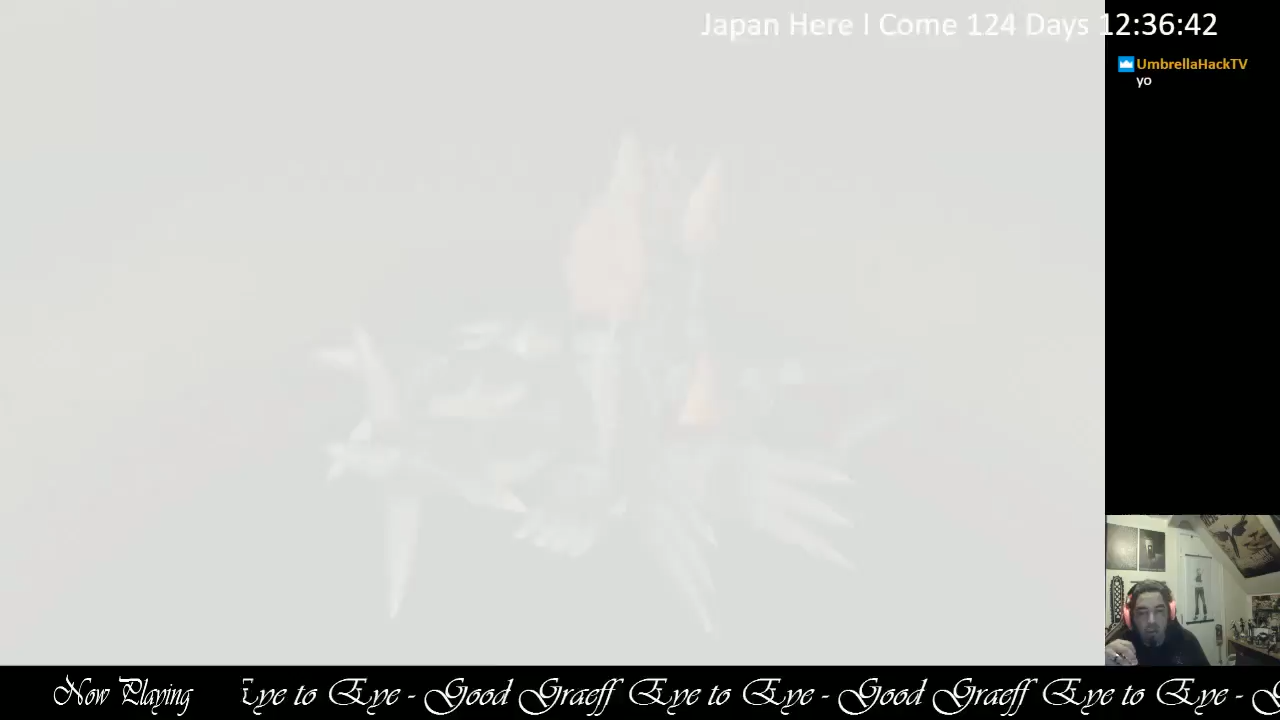 Japan Here I Come 124 Days 12:36:42
UmbrellaHackTV
yo
Now Playing Eye to Eye - Good Graeff Eye to Eye - Good Graeff Eye to Eye - G